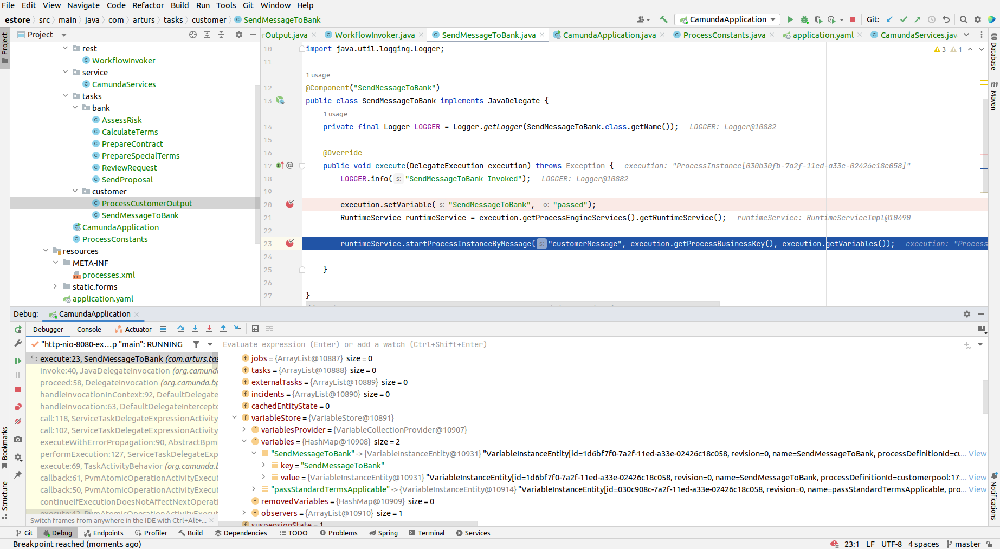 File Edit View Navigate Code Refactor Build Run Tools Git Window Help
estore src main java com arturs tasks customer SendMessageToBank
CamundaApplication
Git:
Project
rOutput.java WorkflowInvoker.java SendMessageToBank.java CamundaApplication.java ProcessConstants.java application.yaml CamundaServices.jav
Project
Database
Maven
Notifications
Bookmarks
Structure
rest
WorkflowInvoker
service
CamundaServices
tasks
bank
AssessRisk
CalculateTerms
PrepareContract
PrepareSpecialTerms
ReviewRequest
SendProposal
customer
ProcessCustomerOutput
SendMessageToBank
CamundaApplication
ProcessConstants
resources
META-INF
processes.xml
static.forms
application.yaml
3 1
10 import java.util.logging.Logger;
11
1 usage
12 @Component("SendMessageToBank")
13 public class SendMessageToBank implements JavaDelegate {
1 usage
14 private final Logger LOGGER = Logger.getLogger(SendMessageToBank.class.getName()); LOGGER: Logger@10882
15
16 @Override
17 public void execute(DelegateExecution execution) throws Exception { execution: "ProcessInstance[030b30fb-7a2f-11ed-a33e-02426c18c058]"
18 LOGGER.info( s: "SendMessageToBank Invoked"); LOGGER: Logger@10882
19
20 execution.setVariable( s: "SendMessageToBank", o: "passed");
21 RuntimeService runtimeService = execution.getProcessEngineServices().getRuntimeService(); runtimeService: RuntimeServiceImpl@10490
22
23 runtimeService.startProcessInstanceByMessage( s: "customerMessage", execution.getProcessBusinessKey(), execution.getVariables()); execution: "Process
24
25 }
26
27 }
Debug: CamundaApplication
Debugger Console Actuator
"http-nio-8080-ex...p "main": RUNNING
Evaluate expression (Enter) or add a watch (Ctrl+Shift+Enter)
execute:23, SendMessageToBank (com.arturs.tas
invoke:40, JavaDelegateInvocation (org.camunda
proceed:58, DelegateInvocation (org.camunda.bp
handleInvocationInContext:92, DefaultDelegate
handleInvocation:63, DefaultDelegateIntercepto
call:118, ServiceTaskDelegateExpressionActivity
call:102, ServiceTaskDelegateExpressionActivity
executeWithErrorPropagation:90, AbstractBpm
performExecution:127, ServiceTaskDelegateExp
execute:69, TaskActivityBehavior (org.camunda.b
callback:61, PvmAtomicOperationActivityExecut
callback:50, PvmAtomicOperationActivityExecut
continueIfExecutionDoesNotAffectNextOperati
execute:42, PvmAtomicOperationActivityExecut
Switch frames from anywhere in the IDE with Ctrl+Alt+...
jobs = {ArrayList@10887} size = 0
tasks = {ArrayList@10888} size = 0
externalTasks = {ArrayList@10889} size = 0
incidents = {ArrayList@10890} size = 0
cachedEntityState = 0
variableStore = {VariableStore@10891}
variablesProvider = {VariableCollectionProvider@10907}
variables = {HashMap@10908} size = 2
"SendMessageToBank" -> {VariableInstanceEntity@10931} "VariableInstanceEntity[id=1d6bf7f0-7a2f-11ed-a33e-02426c18c058, revision=0, name=SendMessageToBank, processDefinitionId=cu... View
key = "SendMessageToBank"
value = {VariableInstanceEntity@10931} "VariableInstanceEntity[id=1d6bf7f0-7a2f-11ed-a33e-02426c18c058, revision=0, name=SendMessageToBank, processDefinitionId=customerpool:17... View
"passStandardTermsApplicable" -> {VariableInstanceEntity@10914} "VariableInstanceEntity[id=030c908c-7a2f-11ed-a33e-02426c18c058, revision=0, name=passStandardTermsApplicable, pro... View
removedVariables = {HashMap@10909} size = 0
observers = {ArrayList@10910} size = 1
suspensionState = 1
Git Debug Endpoints Profiler Build Dependencies TODO Problems Spring Terminal Services
Breakpoint reached (moments ago)
23:1 LF UTF-8 4 spaces master